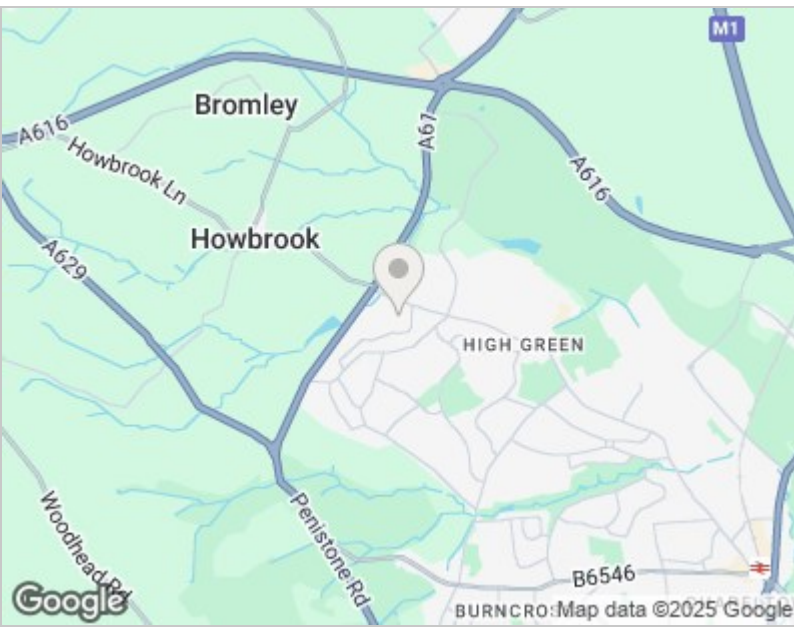 M1
Bromley
A616
Howbrook Ln
A61
A616
Howbrook
A629
HIGH GREEN
Woodhead Rd
Penistone Rd
B6546
Google
BURNCRO
Map data ©2025 Google